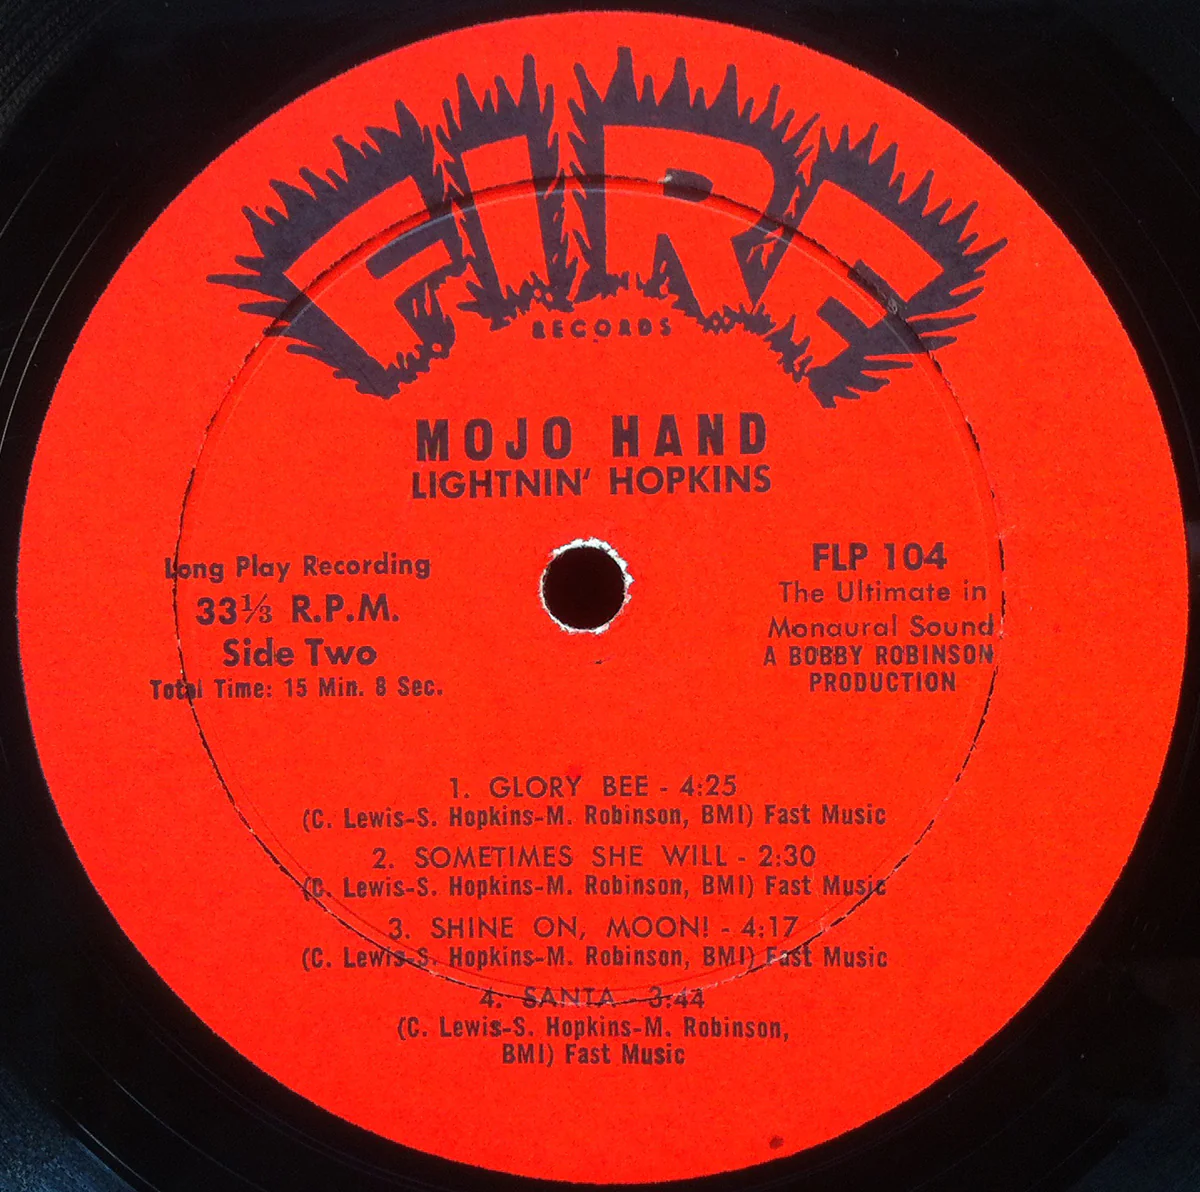 FIRE
RECORDS
MOJO HAND
LIGHTNIN' HOPKINS
Long Play Recording
33⅓ R.P.M.
Side Two
Total Time: 15 Min. 8 Sec.
FLP 104
The Ultimate in
Monaural Sound
A BOBBY ROBINSON
PRODUCTION
1. GLORY BEE - 4:25
(C. Lewis-S. Hopkins-M. Robinson, BMI) Fast Music
2. SOMETIMES SHE WILL - 2:30
(C. Lewis-S. Hopkins-M. Robinson, BMI) Fast Music
3. SHINE ON, MOON! - 4:17
(C. Lewis-S. Hopkins-M. Robinson, BMI) Fast Music
4. SANTA - 3:44
(C. Lewis-S. Hopkins-M. Robinson,
BMI) Fast Music